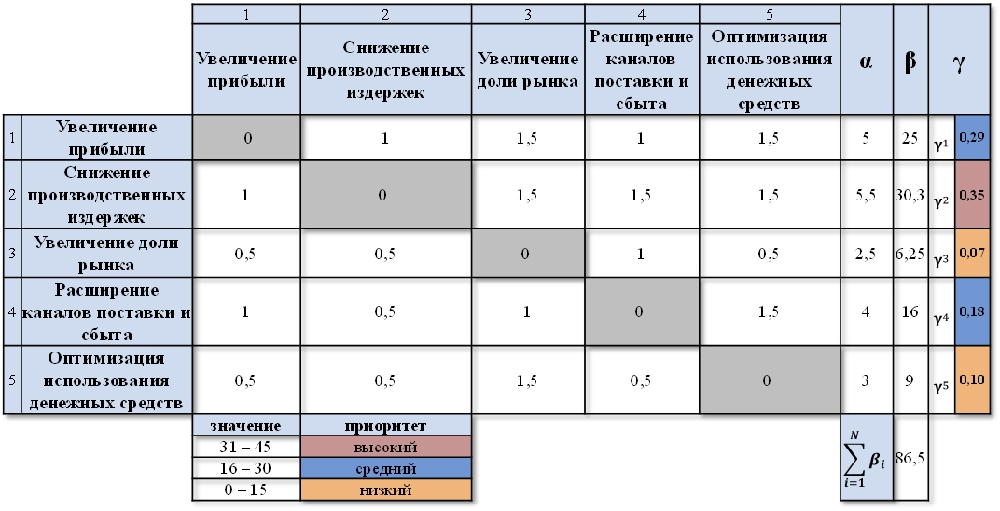 1 2 3 4 5
Увеличение прибыли
Снижение производственных издержек
Увеличение доли рынка
Расширение каналов поставки и сбыта
Оптимизация использования денежных средств
α β γ
1 Увеличение прибыли 0 1 1,5 1 1,5 5 25 γ1 0,29
2 Снижение производственных издержек 1 0 1,5 1,5 1,5 5,5 30,3 γ2 0,35
3 Увеличение доли рынка 0,5 0,5 0 1 0,5 2,5 6,25 γ3 0,07
4 Расширение каналов поставки и сбыта 1 0,5 1 0 1,5 4 16 γ4 0,18
5 Оптимизация использования денежных средств 0,5 0,5 1,5 0,5 0 3 9 γ5 0,10
значение приоритет
31 – 45 высокий
16 – 30 средний
0 – 15 низкий
N ∑ βi i=1 86,5